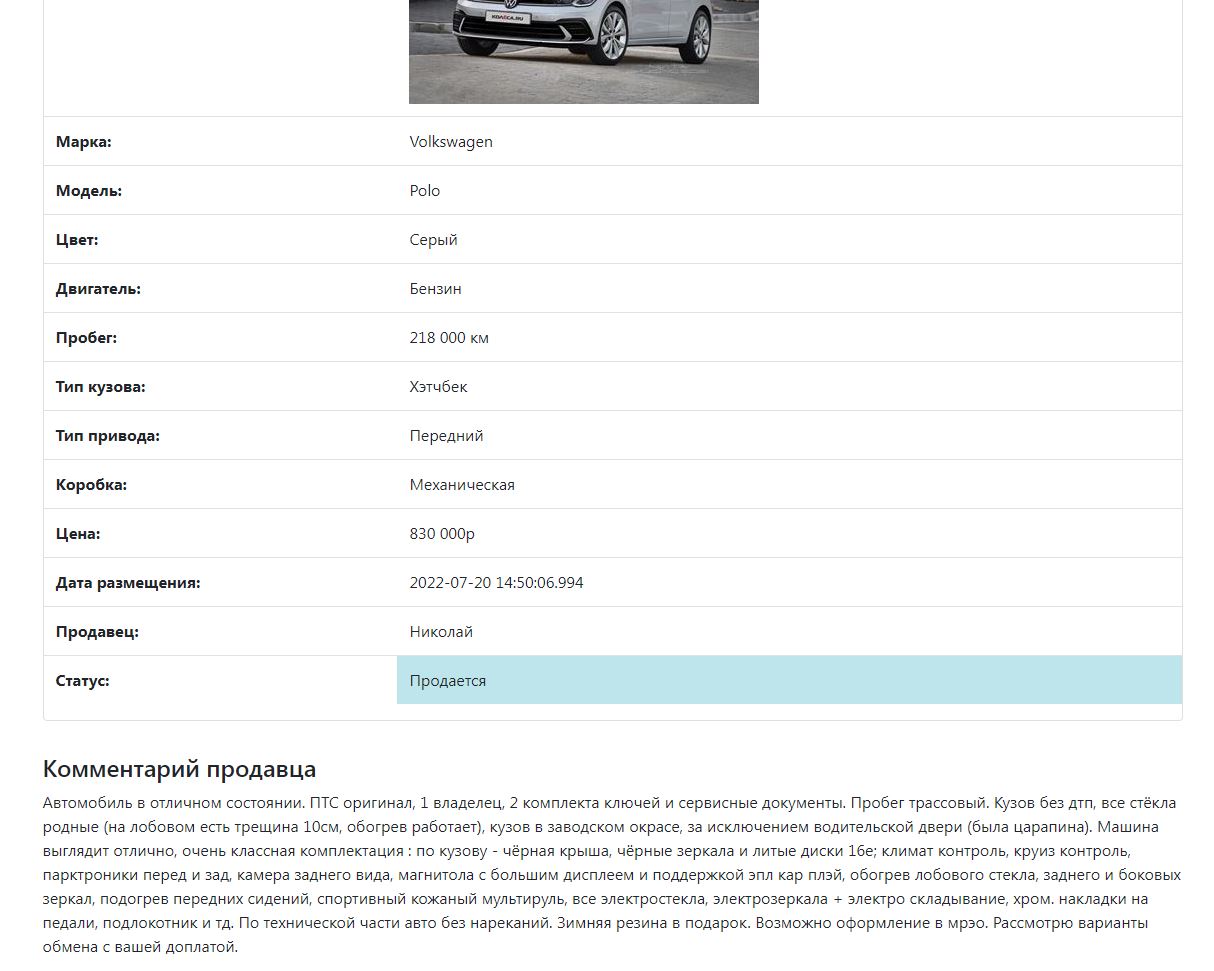 КОЛЕСА.RU
Марка: Volkswagen
Модель: Polo
Цвет: Серый
Двигатель: Бензин
Пробег: 218 000 км
Тип кузова: Хэтчбек
Тип привода: Передний
Коробка: Механическая
Цена: 830 000р
Дата размещения: 2022-07-20 14:50:06.994
Продавец: Николай
Статус: Продается
Комментарий продавца
Автомобиль в отличном состоянии. ПТС оригинал, 1 владелец, 2 комплекта ключей и сервисные документы. Пробег трассовый. Кузов без дтп, все стёкла
родные (на лобовом есть трещина 10см, обогрев работает), кузов в заводском окрасе, за исключением водительской двери (была царапина). Машина
выглядит отлично, очень классная комплектация : по кузову - чёрная крыша, чёрные зеркала и литые диски 16е; климат контроль, круиз контроль,
парктроники перед и зад, камера заднего вида, магнитола с большим дисплеем и поддержкой эпл кар плэй, обогрев лобового стекла, заднего и боковых
зеркал, подогрев передних сидений, спортивный кожаный мультируль, все электростекла, электрозеркала + электро складывание, хром. накладки на
педали, подлокотник и тд. По технической части авто без нареканий. Зимняя резина в подарок. Возможно оформление в мрэо. Рассмотрю варианты
обмена с вашей доплатой.